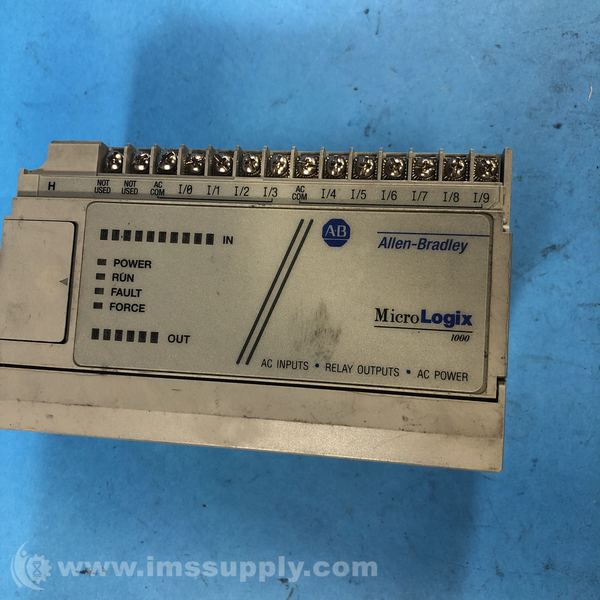 H NOT USED NOT USED AC COM I/0 I/1 I/2 I/3 AC COM I/4 I/5 I/6 I/7 I/8 I/9
IN
AB Allen-Bradley
POWER
RUN
FAULT
FORCE
MicroLogix
1000
OUT
AC INPUTS • RELAY OUTPUTS • AC POWER
www.imssupply.com